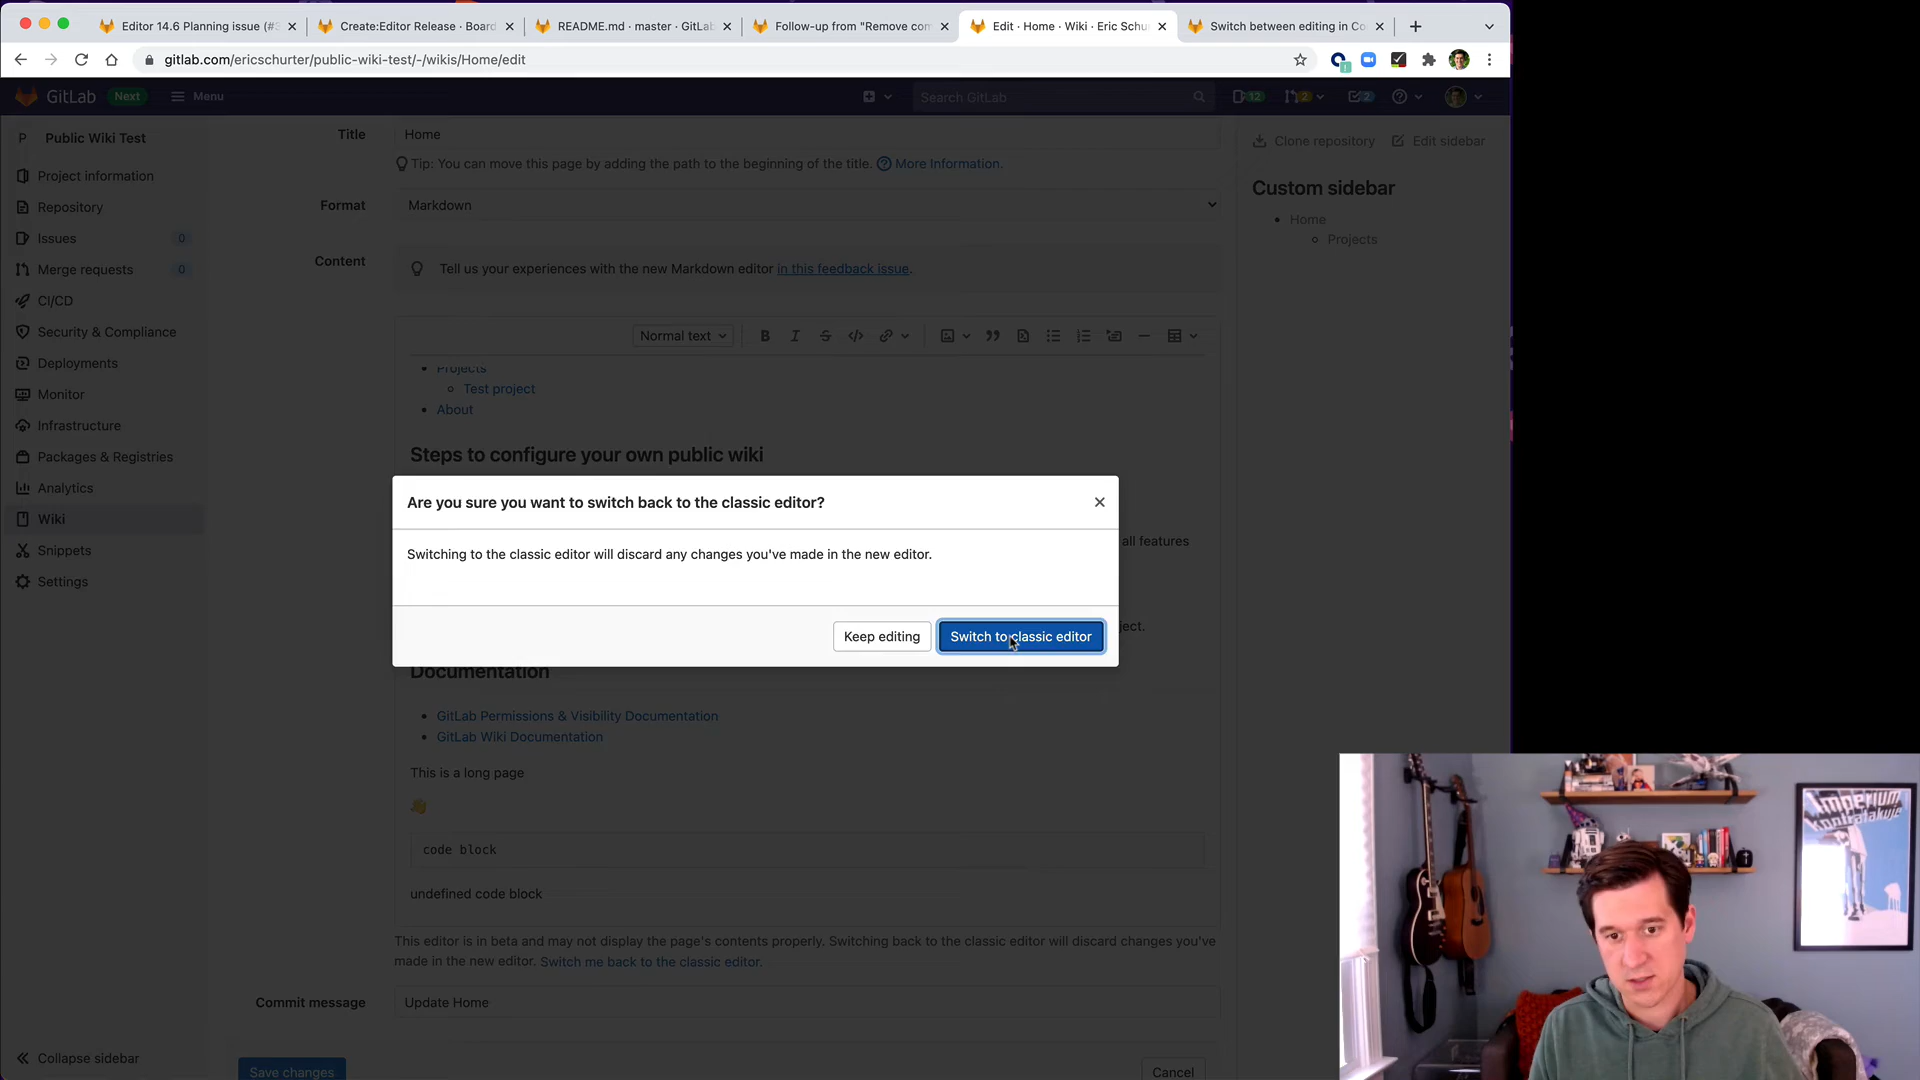 Editor 14.6 Planning issue (#3
Create:Editor Release · Board
README.md · master · GitLab
Follow-up from "Remove com
Edit · Home · Wiki · Eric Schu
Switch between editing in Co
gitlab.com/ericschurter/public-wiki-test/-/wikis/Home/edit
GitLab Next Menu Search GitLab 12 2 2
P Public Wiki Test
Project information
Repository
Issues 0
Merge requests 0
CI/CD
Security & Compliance
Deployments
Monitor
Infrastructure
Packages & Registries
Analytics
Wiki
Snippets
Settings
Collapse sidebar
Title Home
Tip: You can move this page by adding the path to the beginning of the title. More Information.
Format Markdown
Content Tell us your experiences with the new Markdown editor in this feedback issue.
Normal text
Projects
Test project
About
Steps to configure your own public wiki
all features
ject.
Are you sure you want to switch back to the classic editor?
Switching to the classic editor will discard any changes you've made in the new editor.
Keep editing Switch to classic editor
Documentation
GitLab Permissions & Visibility Documentation
GitLab Wiki Documentation
This is a long page
code block
undefined code block
This editor is in beta and may not display the page's contents properly. Switching back to the classic editor will discard changes you've
made in the new editor. Switch me back to the classic editor.
Commit message Update Home
Save changes Cancel
Clone repository Edit sidebar
Custom sidebar
Home
Projects
Imperium
Kontratakuje